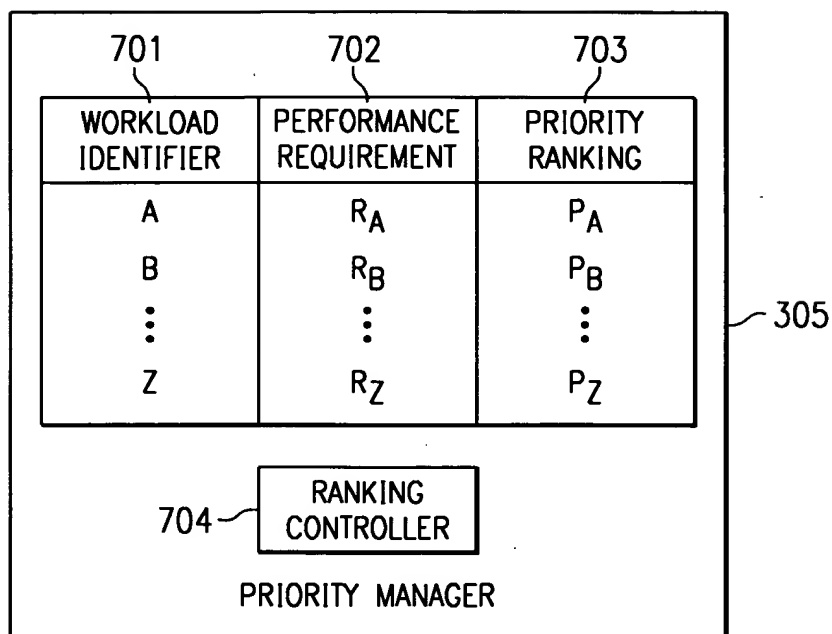 701 702 703
WORKLOAD IDENTIFIER PERFORMANCE REQUIREMENT PRIORITY RANKING
A R_A P_A
B R_B P_B
⋮ ⋮ ⋮
Z R_Z P_Z
305
704
RANKING
CONTROLLER
PRIORITY MANAGER